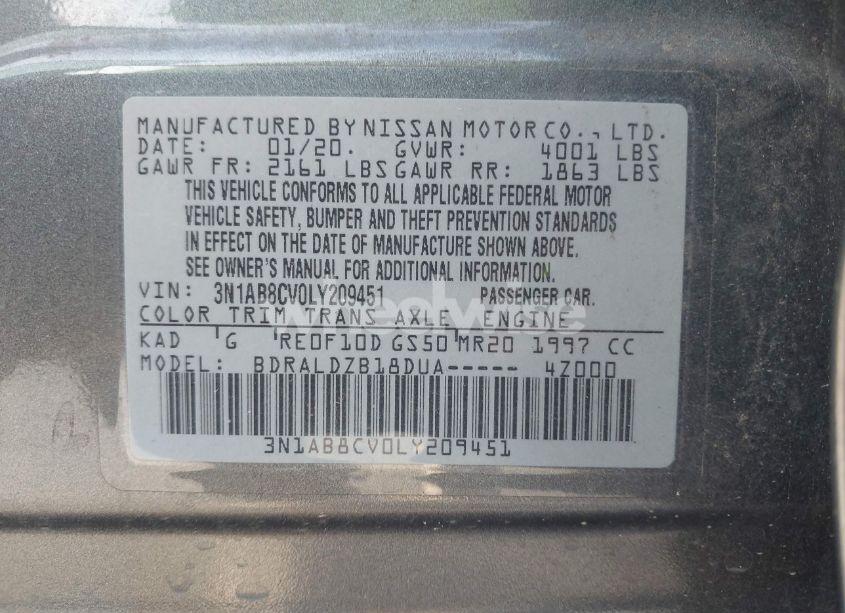 MANUFACTURED BY NISSAN MOTOR CO., LTD.
DATE: 01/20. GVWR: 4001 LBS
GAWR FR: 2161 LBS GAWR RR: 1863 LBS
THIS VEHICLE CONFORMS TO ALL APPLICABLE FEDERAL MOTOR
VEHICLE SAFETY, BUMPER AND THEFT PREVENTION STANDARDS
IN EFFECT ON THE DATE OF MANUFACTURE SHOWN ABOVE.
SEE OWNER'S MANUAL FOR ADDITIONAL INFORMATION.
VIN: 3N1AB8CV0LY209451 PASSENGER CAR.
COLOR TRIM TRANS AXLE ENGINE
KAD G RE0F10D GS50 MR20 1997 CC
MODEL: BDRALDZB18DUA----- 4Z000
3N1AB8CV0LY209451